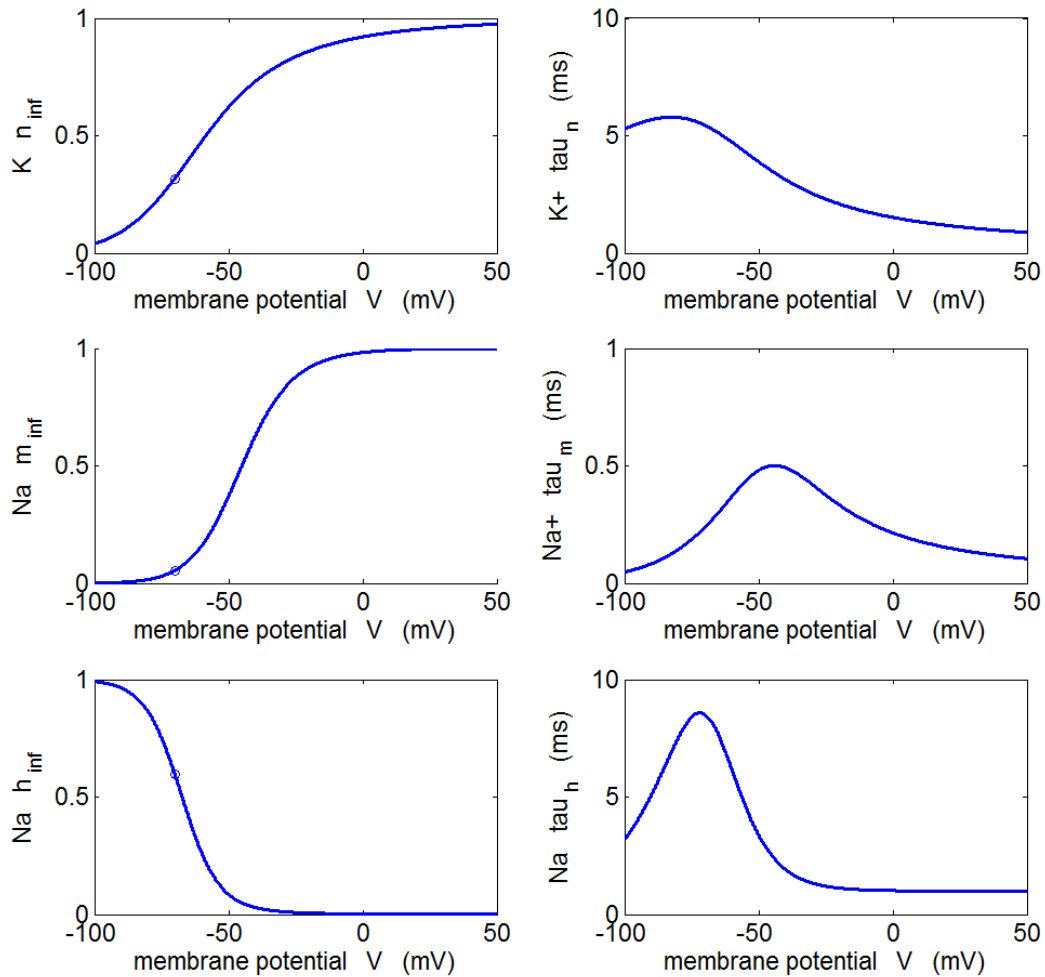 K n_inf
1
0.5
0
-100 -50 0 50
membrane potential V (mV)
K+ tau_n (ms)
10
5
0
-100 -50 0 50
membrane potential V (mV)
Na m_inf
1
0.5
0
-100 -50 0 50
membrane potential V (mV)
Na+ tau_m (ms)
1
0.5
0
-100 -50 0 50
membrane potential V (mV)
Na h_inf
1
0.5
0
-100 -50 0 50
membrane potential V (mV)
Na tau_h (ms)
10
5
0
-100 -50 0 50
membrane potential V (mV)